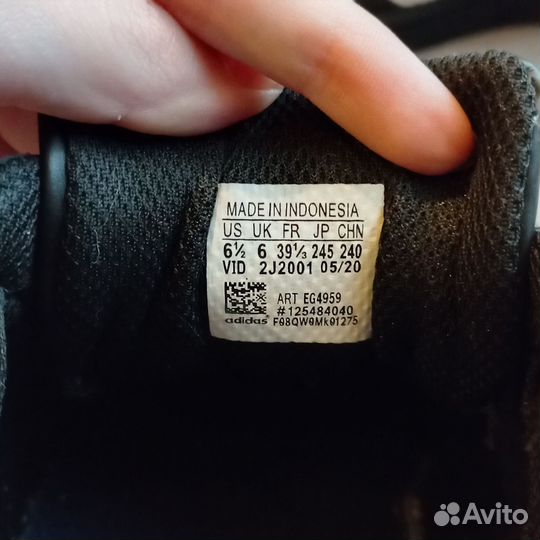 MADE IN INDONESIA
US UK FR JP CHN
6½ 6 39⅓ 245 240
VID 2J2001 05/20
ART EG4959
#125484040
adidas® F08QW0Mk01275
Avito